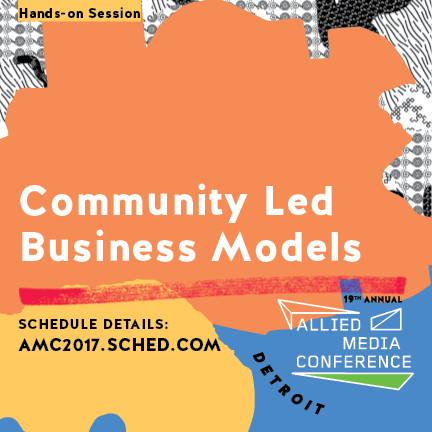 Hands-on Session
Community Led
Business Models
SCHEDULE DETAILS:
AMC2017.SCHED.COM
19TH ANNUAL
ALLIED
MEDIA
CONFERENCE
DETROIT